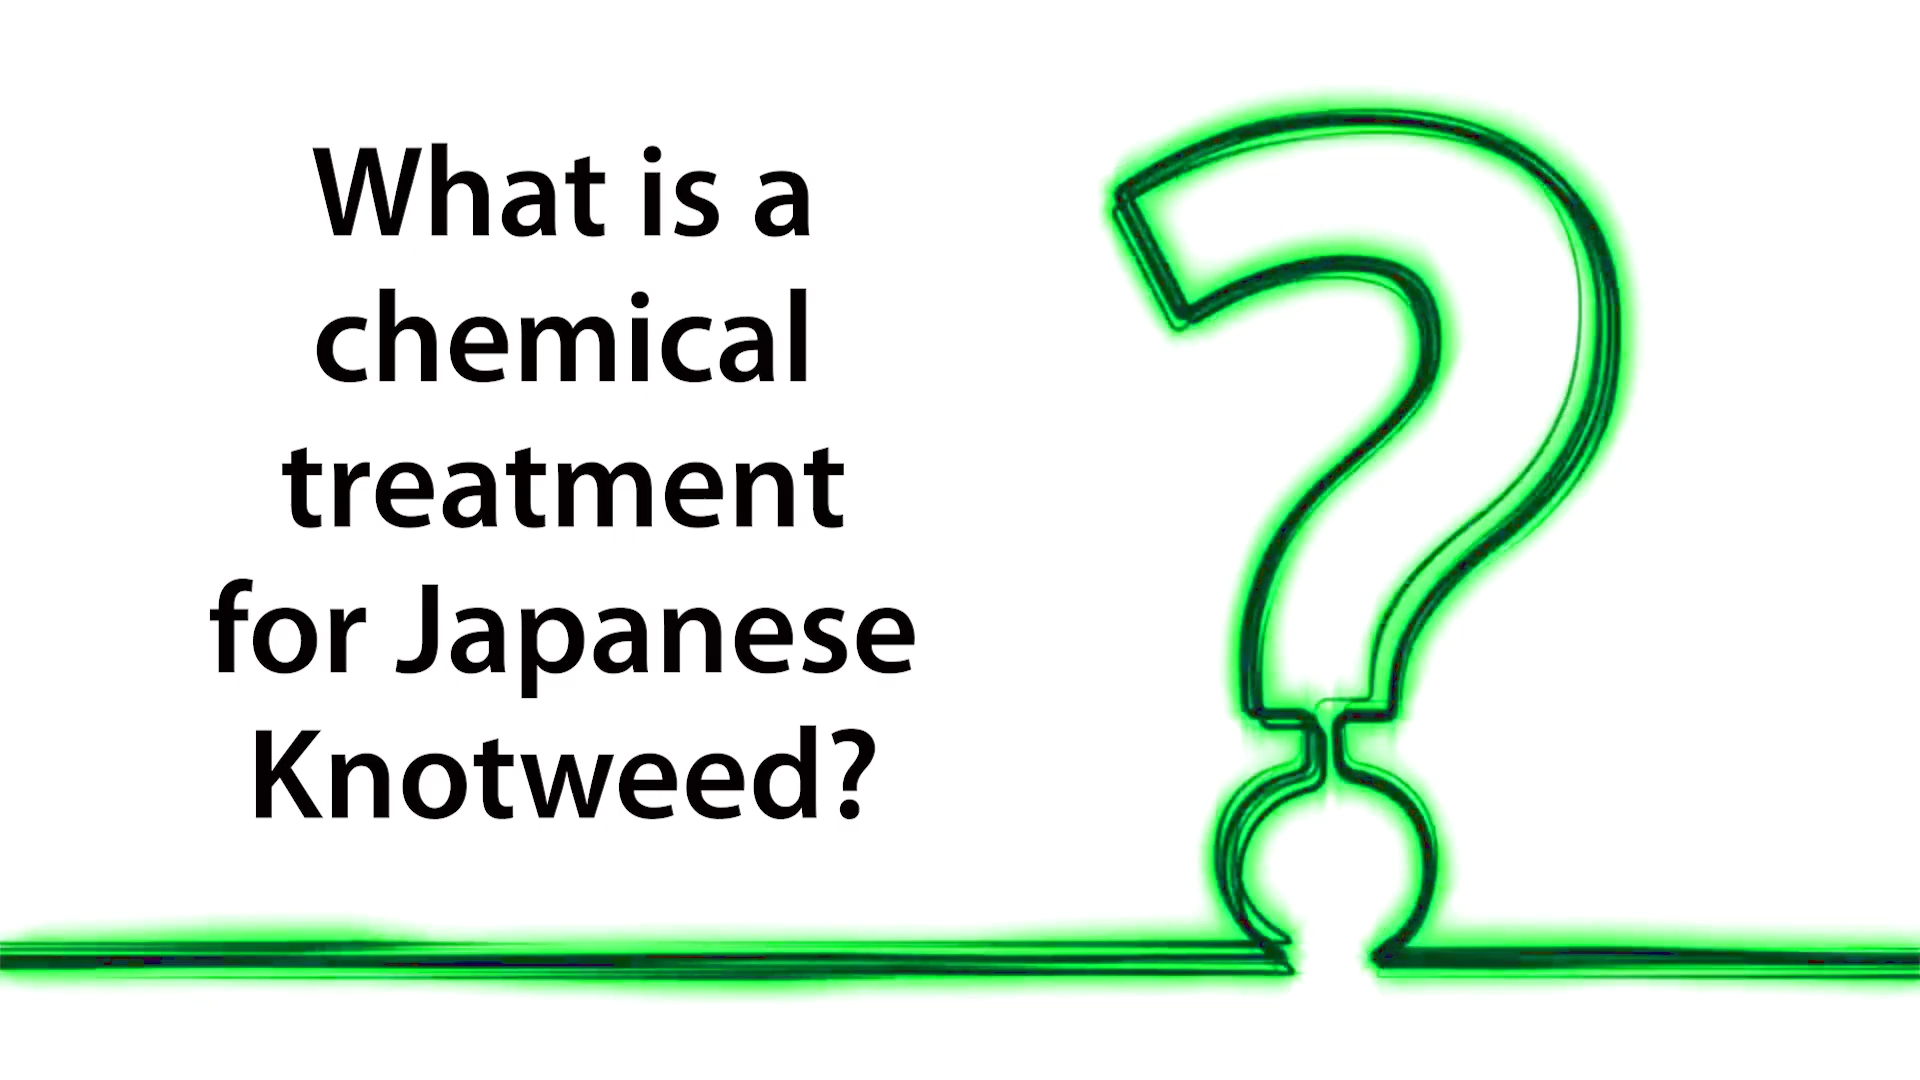 What is a
chemical
treatment
for Japanese
Knotweed?